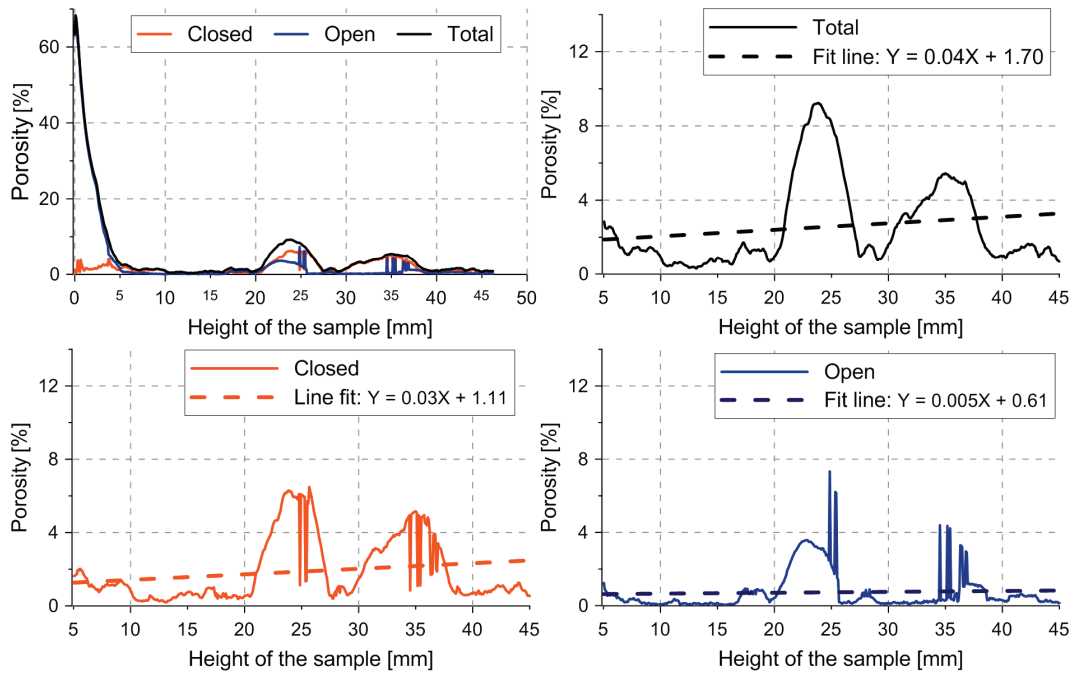 Closed Open Total
Porosity [%]
60
40
20
0
0 5 10 15 20 25 30 35 40 45 50
Height of the sample [mm]
Total
Fit line: Y = 0.04X + 1.70
Porosity [%]
12
8
4
0
5 10 15 20 25 30 35 40 45
Height of the sample [mm]
Closed
Line fit: Y = 0.03X + 1.11
Porosity [%]
12
8
4
0
5 10 15 20 25 30 35 40 45
Height of the sample [mm]
Open
Fit line: Y = 0.005X + 0.61
Porosity [%]
12
8
4
0
5 10 15 20 25 30 35 40 45
Height of the sample [mm]